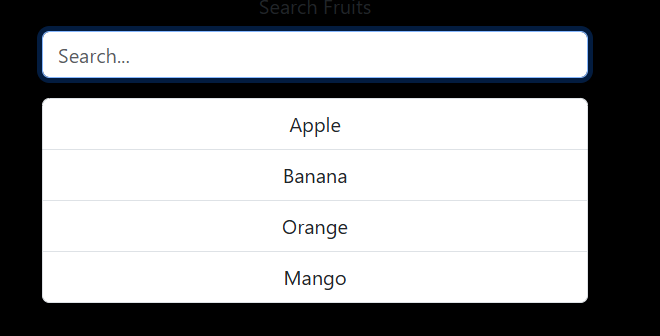 Search Fruits
Search...
Apple
Banana
Orange
Mango